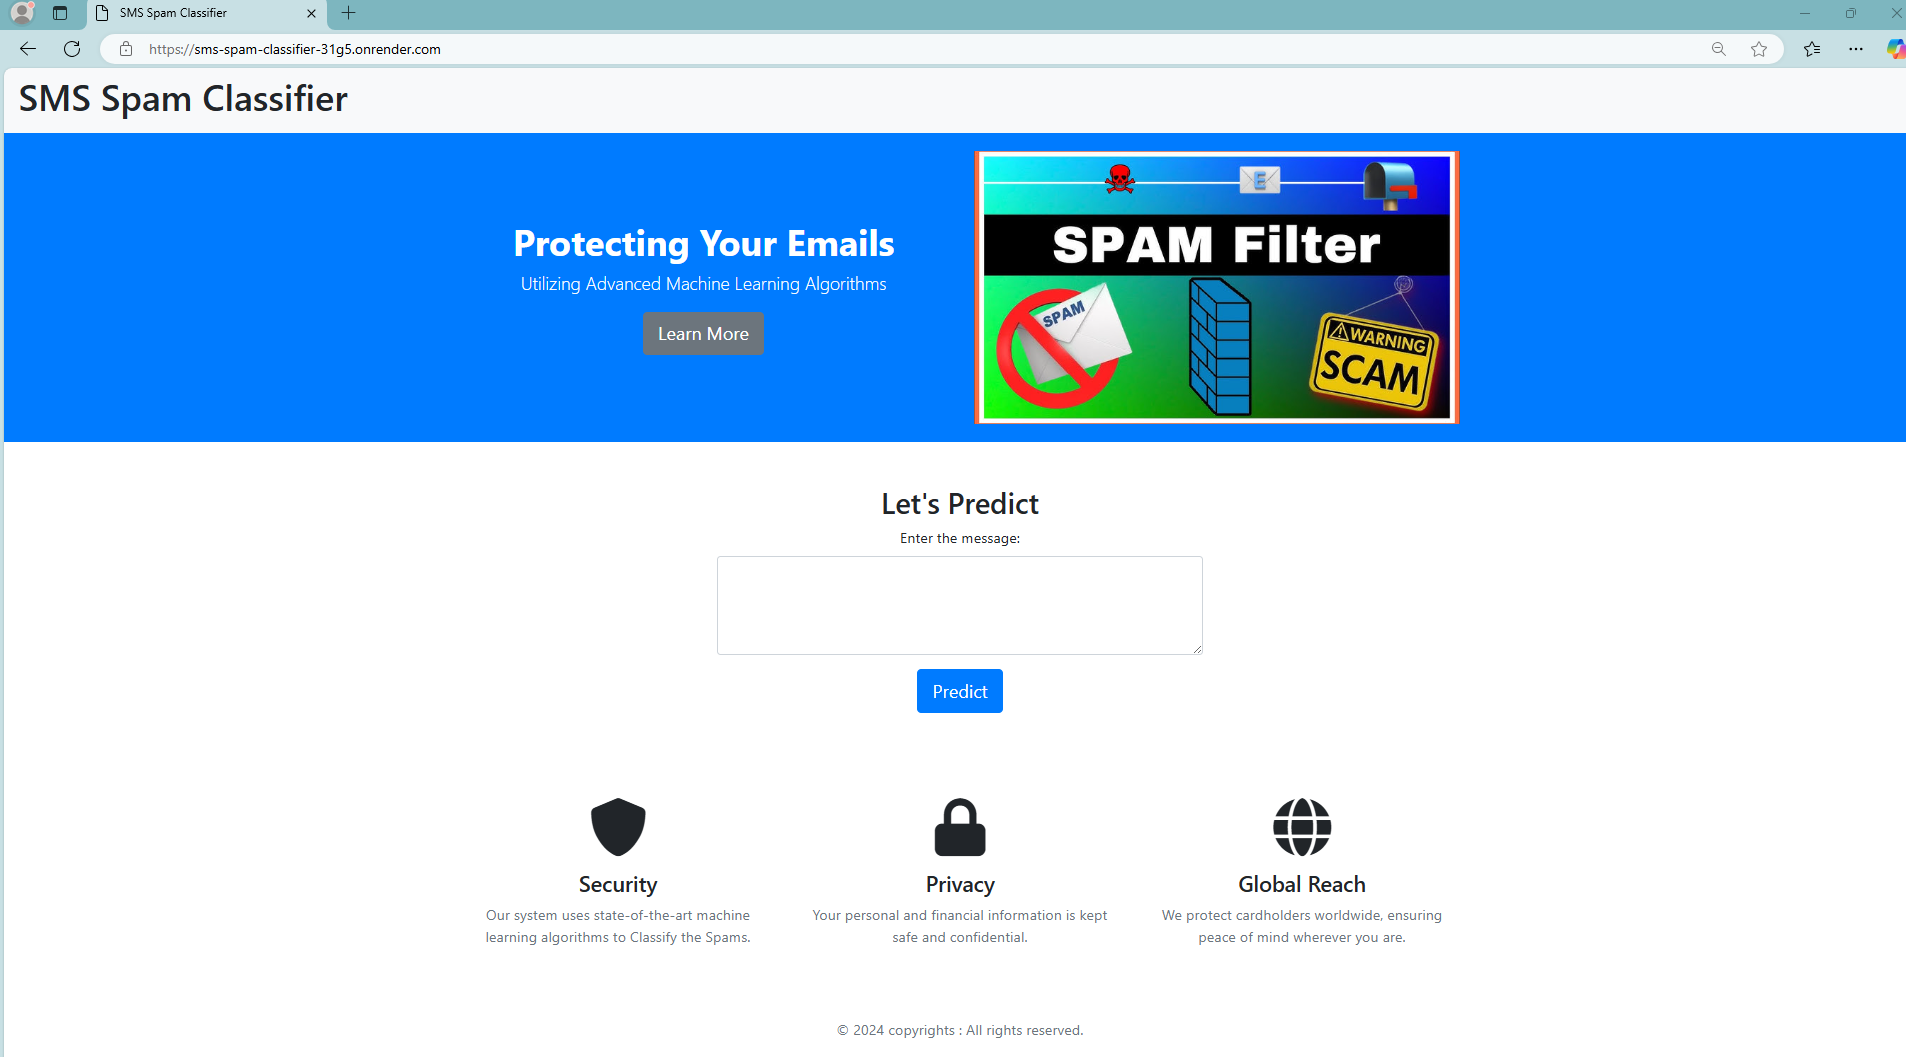 SMS Spam Classifier
https://sms-spam-classifier-31g5.onrender.com
SMS Spam Classifier
Protecting Your Emails
Utilizing Advanced Machine Learning Algorithms
Learn More
E
SPAM Filter
SPAM
WARNING
SCAM
Let's Predict
Enter the message:
Predict
Security
Our system uses state-of-the-art machine
learning algorithms to Classify the Spams.
Privacy
Your personal and financial information is kept
safe and confidential.
Global Reach
We protect cardholders worldwide, ensuring
peace of mind wherever you are.
© 2024 copyrights : All rights reserved.